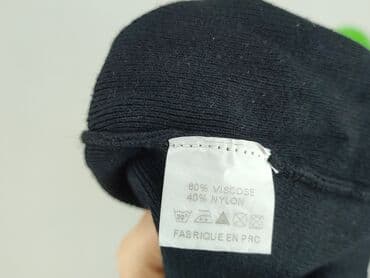 60% VISCOSE
40% NYLON
FABRIQUE EN PRC